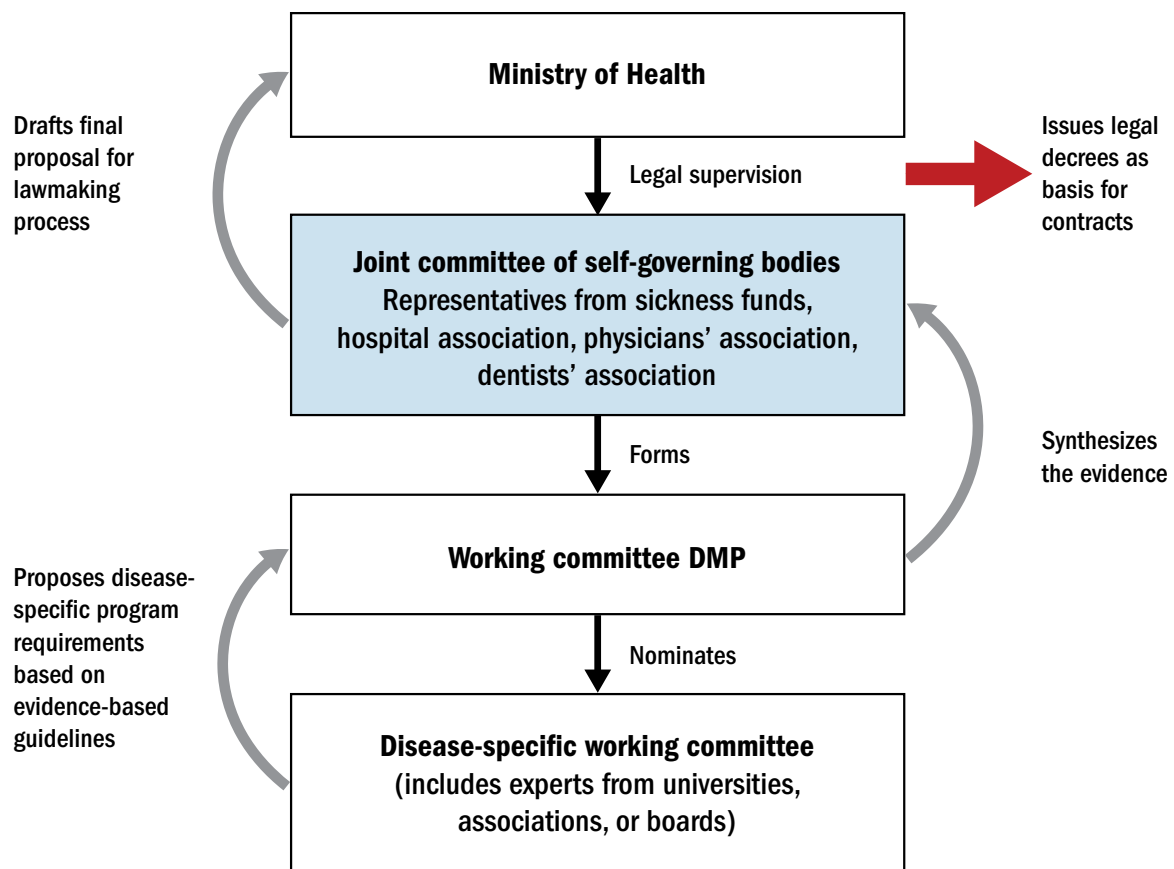 Ministry of Health
Drafts final
proposal for
lawmaking
process
Legal supervision
Issues legal
decrees as
basis for
contracts
Joint committee of self-governing bodies
Representatives from sickness funds,
hospital association, physicians’ association,
dentists’ association
Forms
Synthesizes
the evidence
Working committee DMP
Proposes disease-
specific program
requirements
based on
evidence-based
guidelines
Nominates
Disease-specific working committee
(includes experts from universities,
associations, or boards)